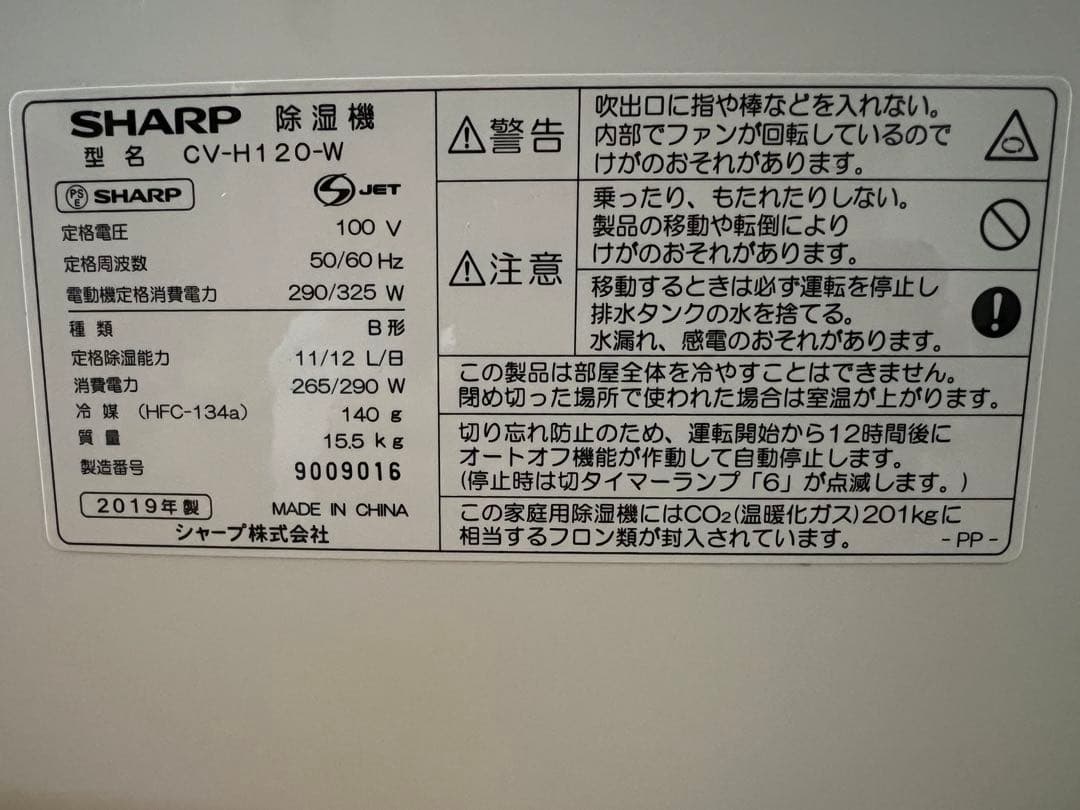 SHARP 除湿機
型名 CV-H120-W
PSE SHARP
S JET
定格電圧 100 V
定格周波数 50/60 Hz
電動機定格消費電力 290/325 W
種類 B形
定格除湿能力 11/12 L/日
消費電力 265/290 W
冷媒(HFC-134a) 140 g
質量 15.5 kg
製造番号 9009016
2019年製 MADE IN CHINA
シャープ株式会社
警告
吹出口に指や棒などを入れない。
内部でファンが回転しているので
けがのおそれがあります。
注意
乗ったり、もたれたりしない。
製品の移動や転倒により
けがのおそれがあります。
移動するときは必ず運転を停止し
排水タンクの水を捨てる。
水漏れ、感電のおそれがあります。
この製品は部屋全体を冷やすことはできません。
閉め切った場所で使われた場合は室温が上がります。
切り忘れ防止のため、運転開始から12時間後に
オートオフ機能が作動して自動停止します。
(停止時は切タイマーランプ「6」が点滅します。)
この家庭用除湿機にはCO₂(温暖化ガス)201kgに
相当するフロン類が封入されています。 -PP-